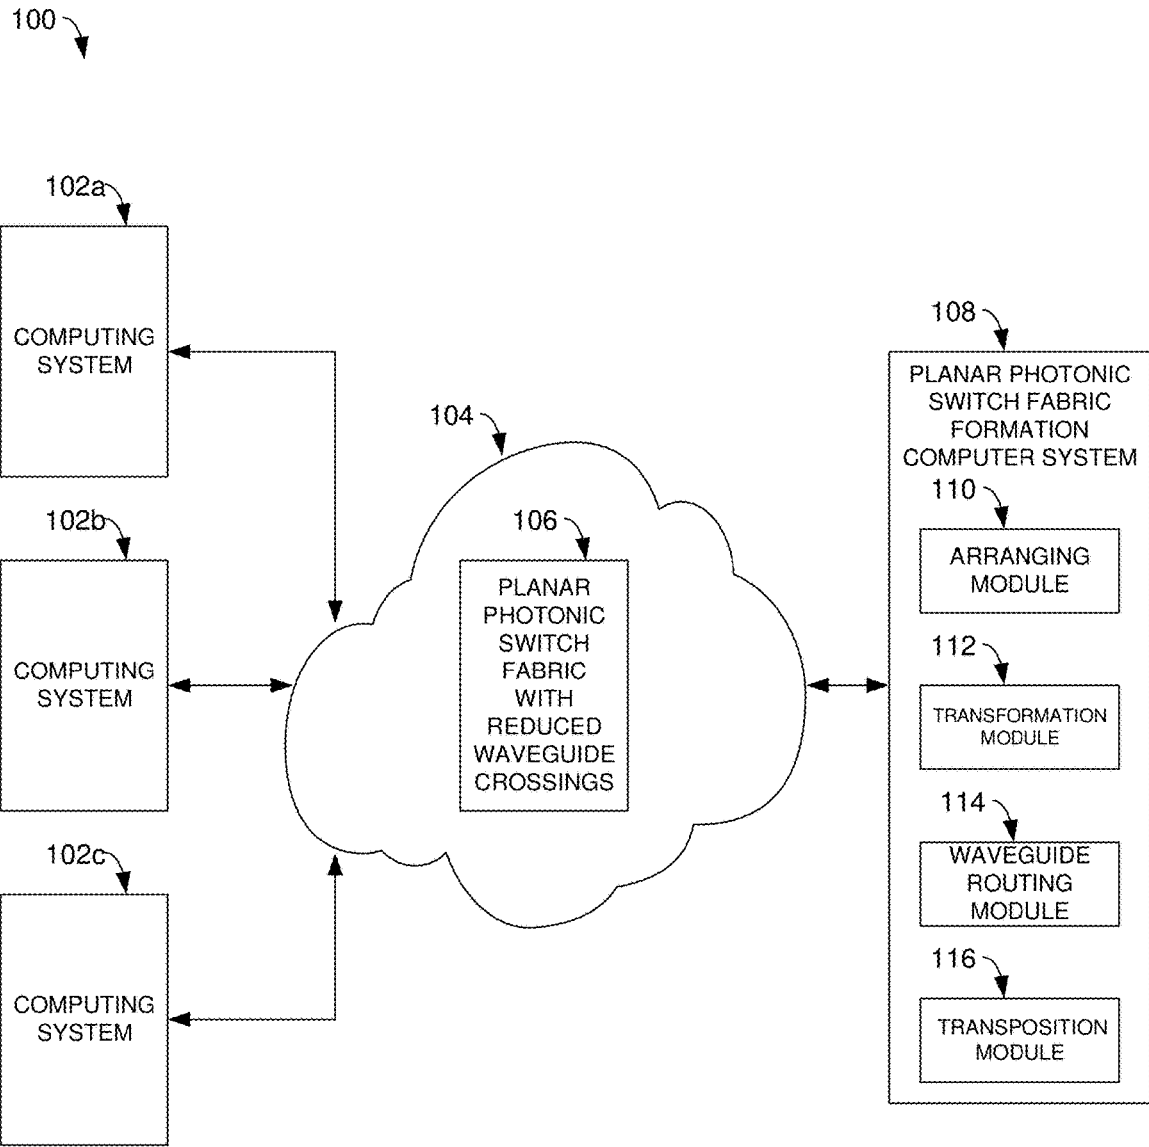 100
102a
COMPUTING
SYSTEM
102b
COMPUTING
SYSTEM
102c
COMPUTING
SYSTEM
104
106
PLANAR
PHOTONIC
SWITCH
FABRIC
WITH
REDUCED
WAVEGUIDE
CROSSINGS
108
PLANAR PHOTONIC
SWITCH FABRIC
FORMATION
COMPUTER SYSTEM
110
ARRANGING
MODULE
112
TRANSFORMATION
MODULE
114
WAVEGUIDE
ROUTING
MODULE
116
TRANSPOSITION
MODULE